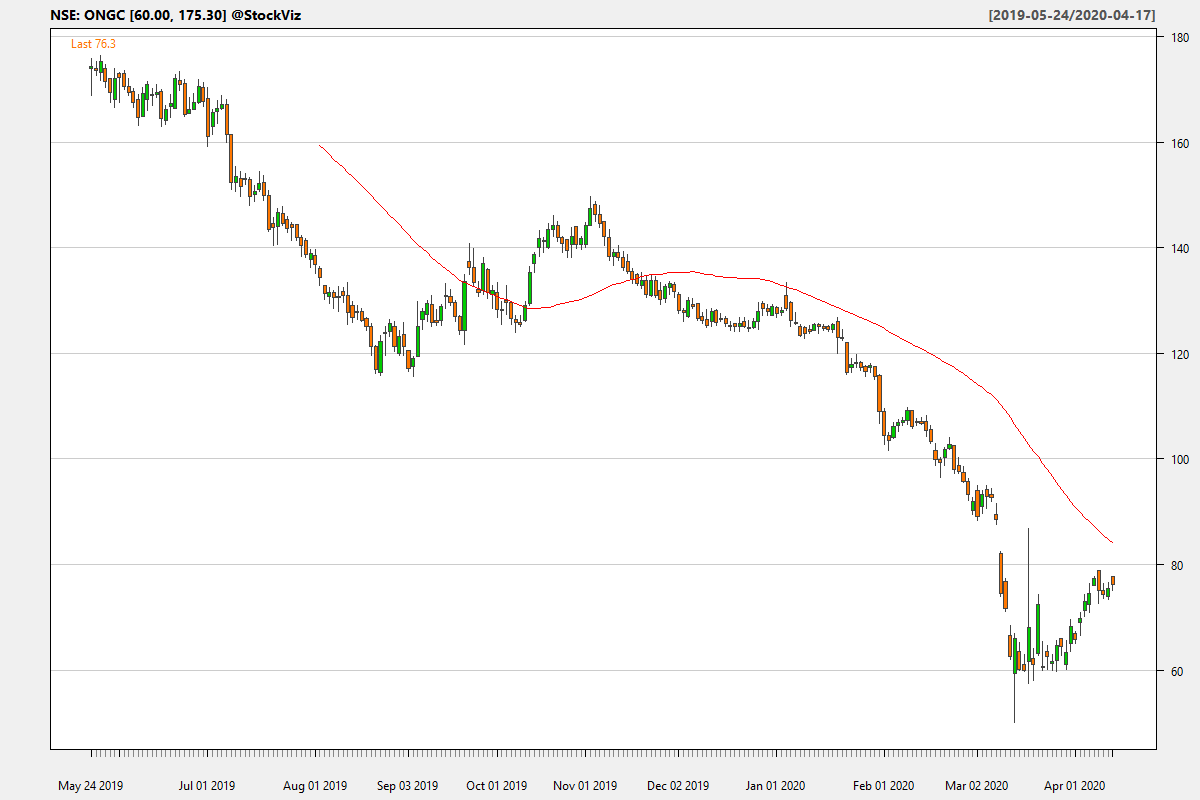 NSE: ONGC [60.00, 175.30] @StockViz
[2019-05-24/2020-04-17]
Last 76.3
180
160
140
120
100
80
60
May 24 2019 Jul 01 2019 Aug 01 2019 Sep 03 2019 Oct 01 2019 Nov 01 2019 Dec 02 2019 Jan 01 2020 Feb 01 2020 Mar 02 2020 Apr 01 2020